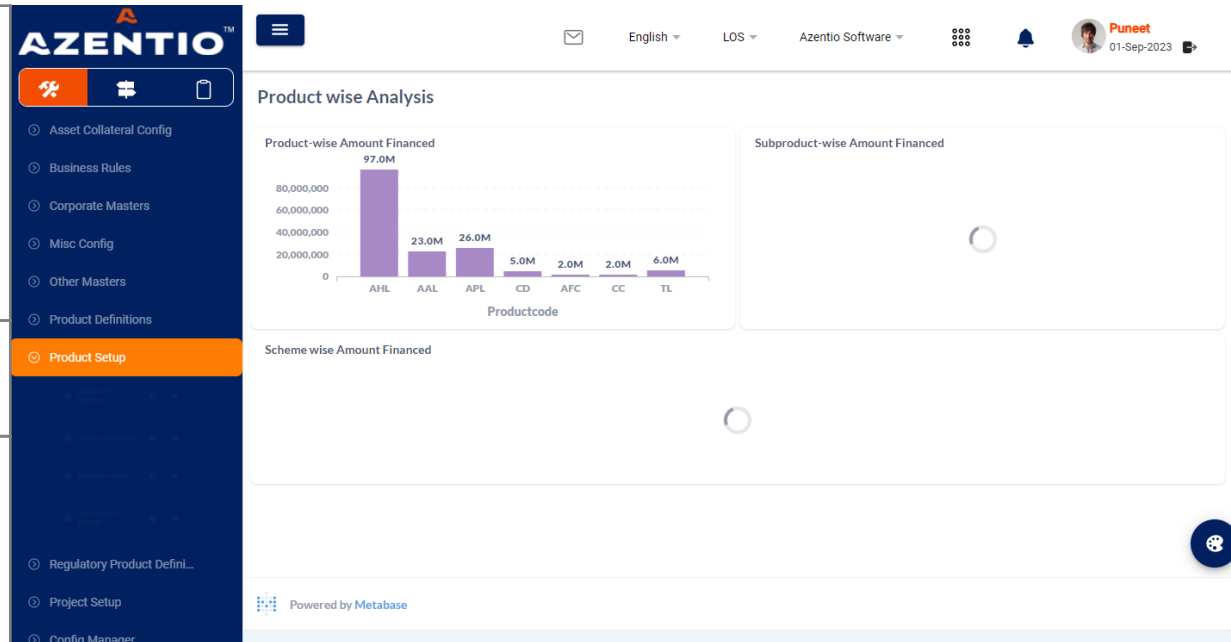 AZENTIO™
English
LOS
Azentio Software
Puneet
01-Sep-2023
Asset Collateral Config
Business Rules
Corporate Masters
Misc Config
Other Masters
Product Definitions
Product Setup
Regulatory Product Defini...
Project Setup
Config Manager
Product wise Analysis
Product-wise Amount Financed
97.0M
80,000,000
60,000,000
40,000,000
20,000,000
0
23.0M
26.0M
5.0M
2.0M
2.0M
6.0M
AHL AAL APL CD AFC CC TL
Productcode
Subproduct-wise Amount Financed
Scheme wise Amount Financed
Powered by Metabase